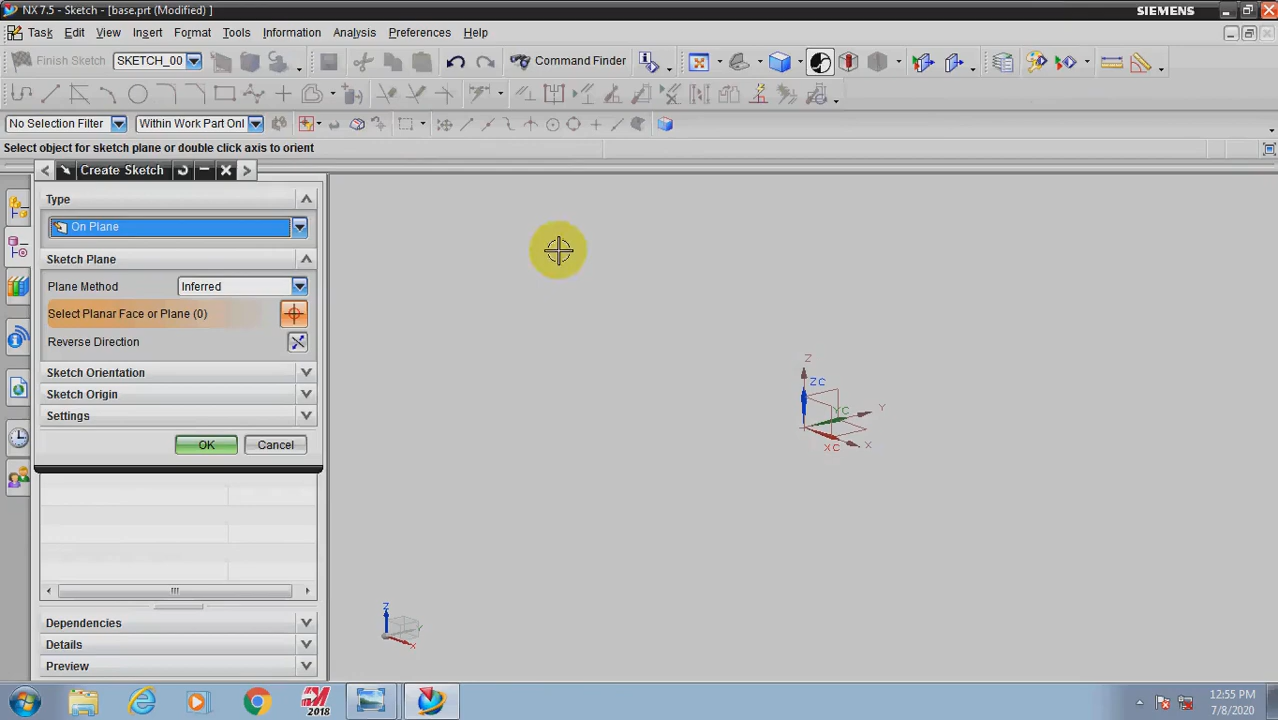 NX 7.5 - Sketch - [base.prt (Modified) ]
SIEMENS
Task Edit View Insert Format Tools Information Analysis Preferences Help
Finish Sketch SKETCH_00 Command Finder
No Selection Filter Within Work Part Onl
Select object for sketch plane or double click axis to orient
Create Sketch
Type
On Plane
Sketch Plane
Plane Method Inferred
Select Planar Face or Plane (0)
Reverse Direction
Sketch Orientation
Sketch Origin
Settings
OK Cancel
Z
ZC
YC Y
XC X
Z
Y
X
Dependencies
Details
Preview
2018
12:55 PM
7/8/2020